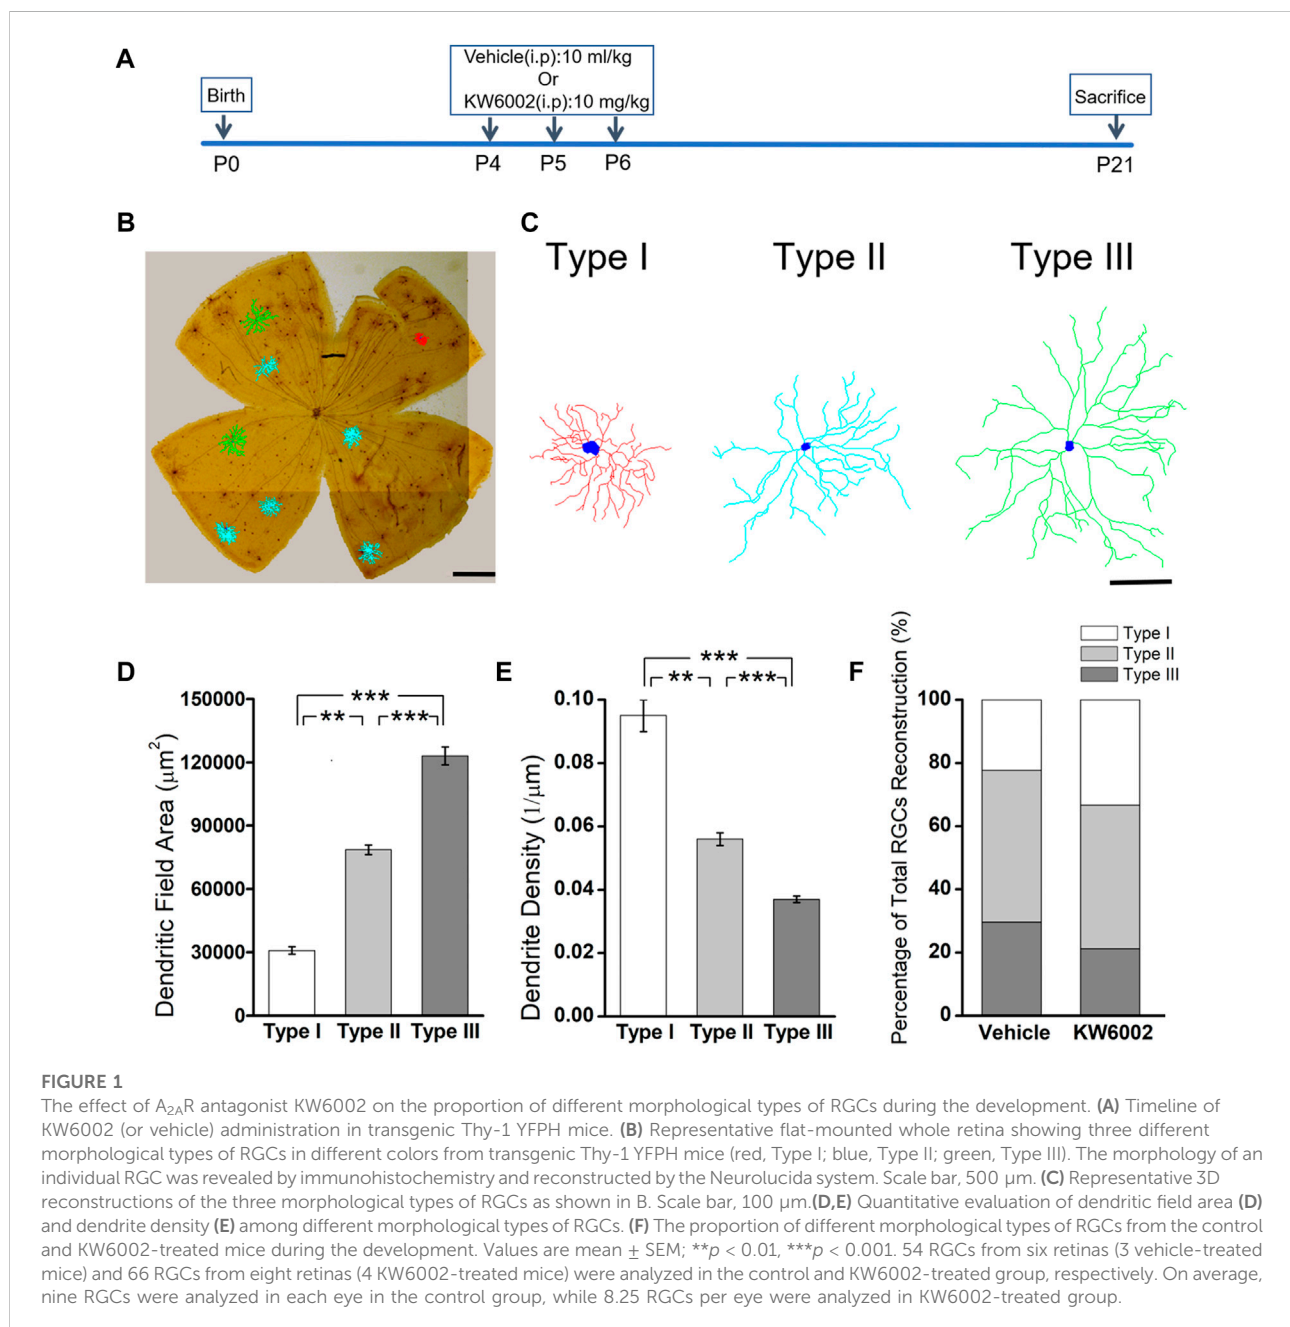 A
Vehicle(i.p):10 ml/kg
Or
KW6002(i.p):10 mg/kg
Birth
Sacrifice
P0
P4
P5
P6
P21
B
C
Type I
Type II
Type III
D
Dendritic Field Area (μm²)
150000
120000
90000
60000
30000
0
***
** ***
Type I Type II Type III
E
Dendrite Density (1/μm)
0.10
0.08
0.06
0.04
0.02
0.00
***
** ***
Type I Type II Type III
F
Percentage of Total RGCs Reconstruction (%)
Type I
Type II
Type III
100
80
60
40
20
0
Vehicle KW6002
FIGURE 1
The effect of A₂ₐR antagonist KW6002 on the proportion of different morphological types of RGCs during the development. (A) Timeline of
KW6002 (or vehicle) administration in transgenic Thy-1 YFPH mice. (B) Representative flat-mounted whole retina showing three different
morphological types of RGCs in different colors from transgenic Thy-1 YFPH mice (red, Type I; blue, Type II; green, Type III). The morphology of an
individual RGC was revealed by immunohistochemistry and reconstructed by the Neurolucida system. Scale bar, 500 μm. (C) Representative 3D
reconstructions of the three morphological types of RGCs as shown in B. Scale bar, 100 μm.(D,E) Quantitative evaluation of dendritic field area (D)
and dendrite density (E) among different morphological types of RGCs. (F) The proportion of different morphological types of RGCs from the control
and KW6002-treated mice during the development. Values are mean ± SEM; **p < 0.01, ***p < 0.001. 54 RGCs from six retinas (3 vehicle-treated
mice) and 66 RGCs from eight retinas (4 KW6002-treated mice) were analyzed in the control and KW6002-treated group, respectively. On average,
nine RGCs were analyzed in each eye in the control group, while 8.25 RGCs per eye were analyzed in KW6002-treated group.